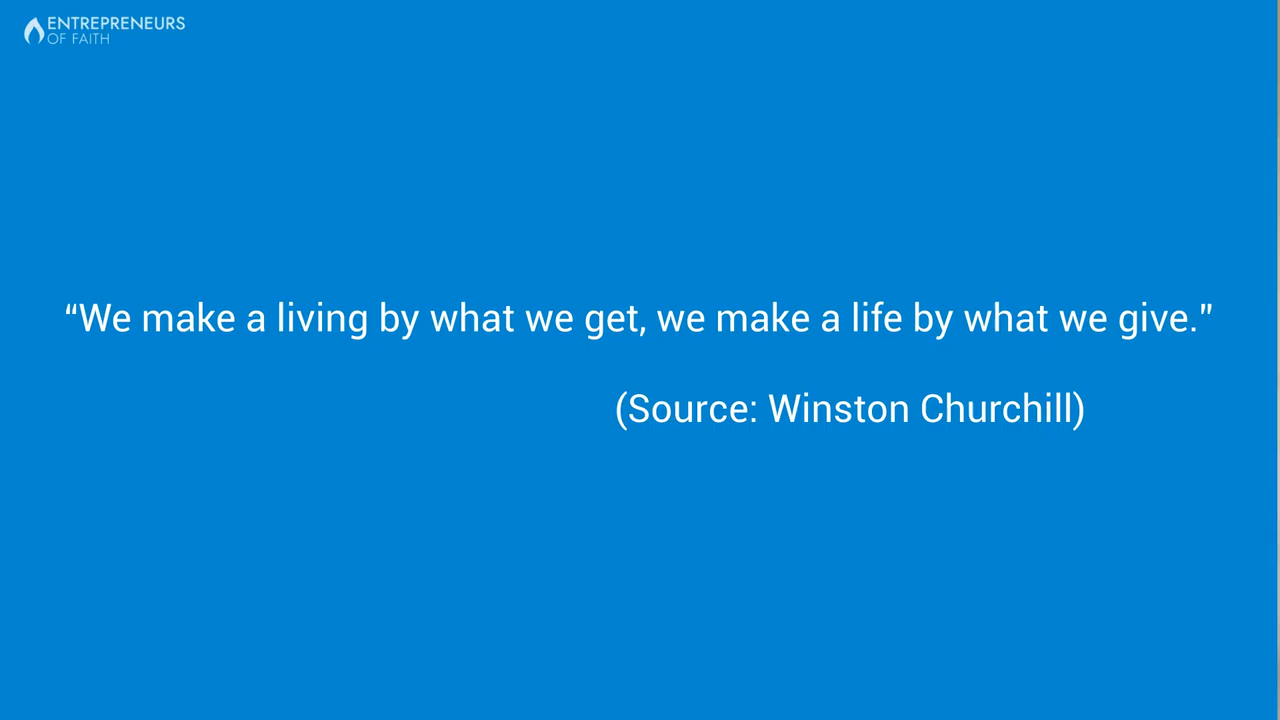 ENTREPRENEURS
OF FAITH
“We make a living by what we get, we make a life by what we give.”
(Source: Winston Churchill)